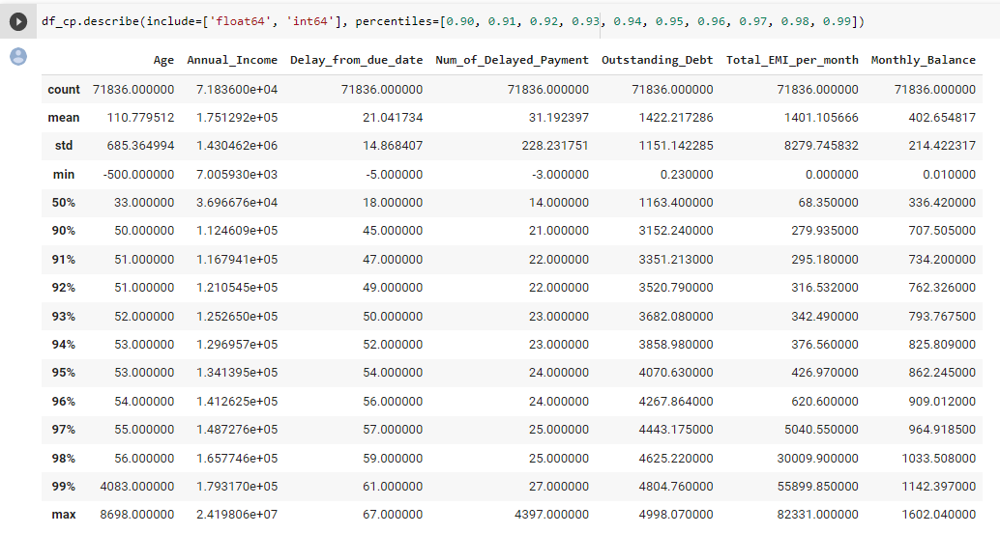 df_cp.describe(include=['float64', 'int64'], percentiles=[0.90, 0.91, 0.92, 0.93, 0.94, 0.95, 0.96, 0.97, 0.98, 0.99])
Age Annual_Income Delay_from_due_date Num_of_Delayed_Payment Outstanding_Debt Total_EMI_per_month Monthly_Balance
count 71836.000000 7.183600e+04 71836.000000 71836.000000 71836.000000 71836.000000 71836.000000
mean 110.779512 1.751292e+05 21.041734 31.192397 1422.217286 1401.105666 402.654817
std 685.364994 1.430462e+06 14.868407 228.231751 1151.142285 8279.745832 214.422317
min -500.000000 7.005930e+03 -5.000000 -3.000000 0.230000 0.000000 0.010000
50% 33.000000 3.696676e+04 18.000000 14.000000 1163.400000 68.350000 336.420000
90% 50.000000 1.124609e+05 45.000000 21.000000 3152.240000 279.935000 707.505000
91% 51.000000 1.167941e+05 47.000000 22.000000 3351.213000 295.180000 734.200000
92% 51.000000 1.210545e+05 49.000000 22.000000 3520.790000 316.532000 762.326000
93% 52.000000 1.252650e+05 50.000000 23.000000 3682.080000 342.490000 793.767500
94% 53.000000 1.296957e+05 52.000000 23.000000 3858.980000 376.560000 825.809000
95% 53.000000 1.341395e+05 54.000000 24.000000 4070.630000 426.970000 862.245000
96% 54.000000 1.412625e+05 56.000000 24.000000 4267.864000 620.600000 909.012000
97% 55.000000 1.487276e+05 57.000000 25.000000 4443.175000 5040.550000 964.918500
98% 56.000000 1.657746e+05 59.000000 25.000000 4625.220000 30009.900000 1033.508000
99% 4083.000000 1.793170e+05 61.000000 27.000000 4804.760000 55899.850000 1142.397000
max 8698.000000 2.419806e+07 67.000000 4397.000000 4998.070000 82331.000000 1602.040000